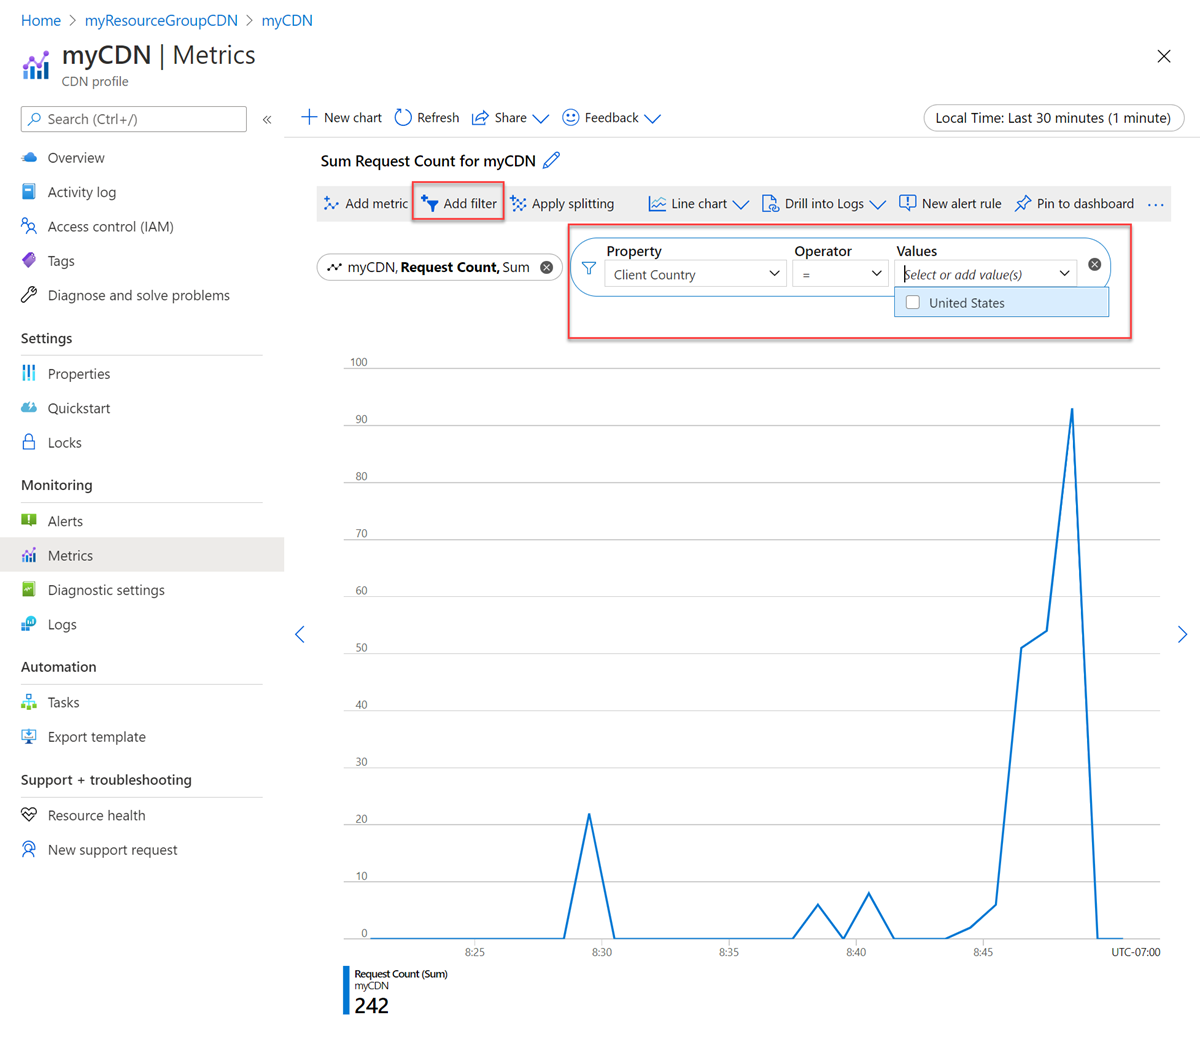 Home > myResourceGroupCDN > myCDN
myCDN | Metrics
CDN profile
Search (Ctrl+/)
«
Overview
Activity log
Access control (IAM)
Tags
Diagnose and solve problems
Settings
Properties
Quickstart
Locks
Monitoring
Alerts
Metrics
Diagnostic settings
Logs
Automation
Tasks
Export template
Support + troubleshooting
Resource health
New support request
New chart Refresh Share Feedback
Local Time: Last 30 minutes (1 minute)
Sum Request Count for myCDN
Add metric Add filter Apply splitting Line chart Drill into Logs New alert rule Pin to dashboard ...
myCDN, Request Count, Sum
Property Operator Values
Client Country = Select or add value(s)
United States
100
90
80
70
60
50
40
30
20
10
0
8:25 8:30 8:35 8:40 8:45 UTC-07:00
Request Count (Sum)
myCDN
242